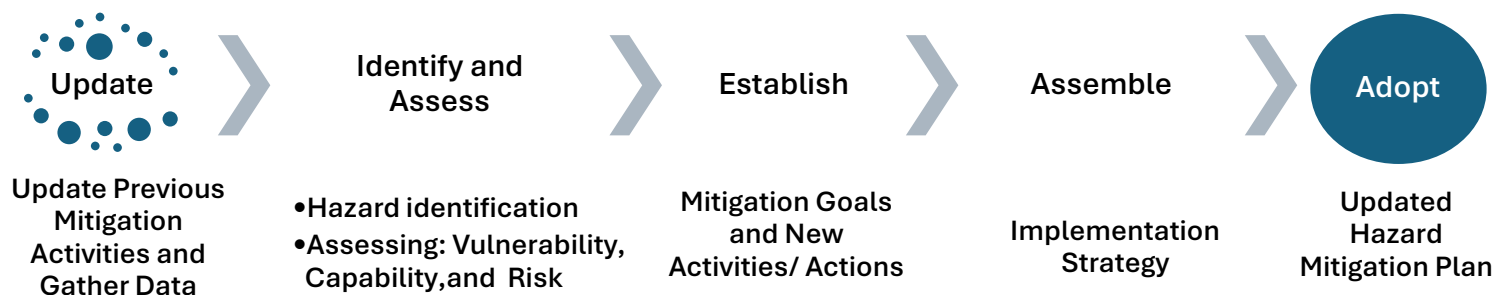 Update
Update Previous
Mitigation
Activities and
Gather Data
Identify and
Assess
•Hazard identification
•Assessing: Vulnerability,
Capability,and Risk
Establish
Mitigation Goals
and New
Activities/ Actions
Assemble
Implementation
Strategy
Adopt
Updated
Hazard
Mitigation Plan